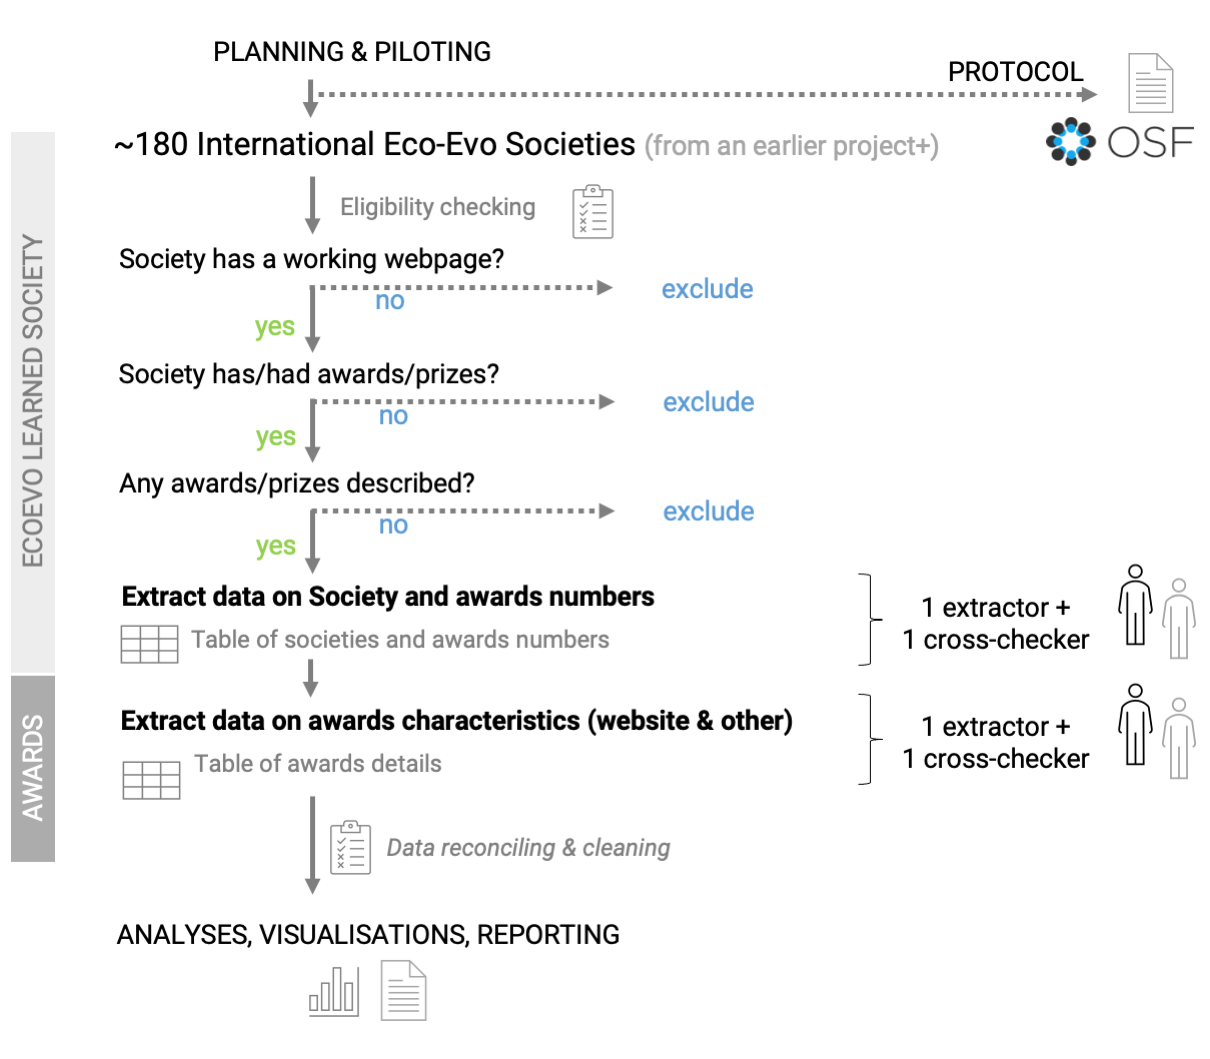 PLANNING & PILOTING
PROTOCOL
OSF
~180 International Eco-Evo Societies (from an earlier project+)
Eligibility checking
Society has a working webpage?
no
exclude
yes
Society has/had awards/prizes?
no
exclude
yes
Any awards/prizes described?
no
exclude
yes
ECOEVO LEARNED SOCIETY
Extract data on Society and awards numbers
Table of societies and awards numbers
1 extractor +
1 cross-checker
AWARDS
Extract data on awards characteristics (website & other)
Table of awards details
1 extractor +
1 cross-checker
Data reconciling & cleaning
ANALYSES, VISUALISATIONS, REPORTING